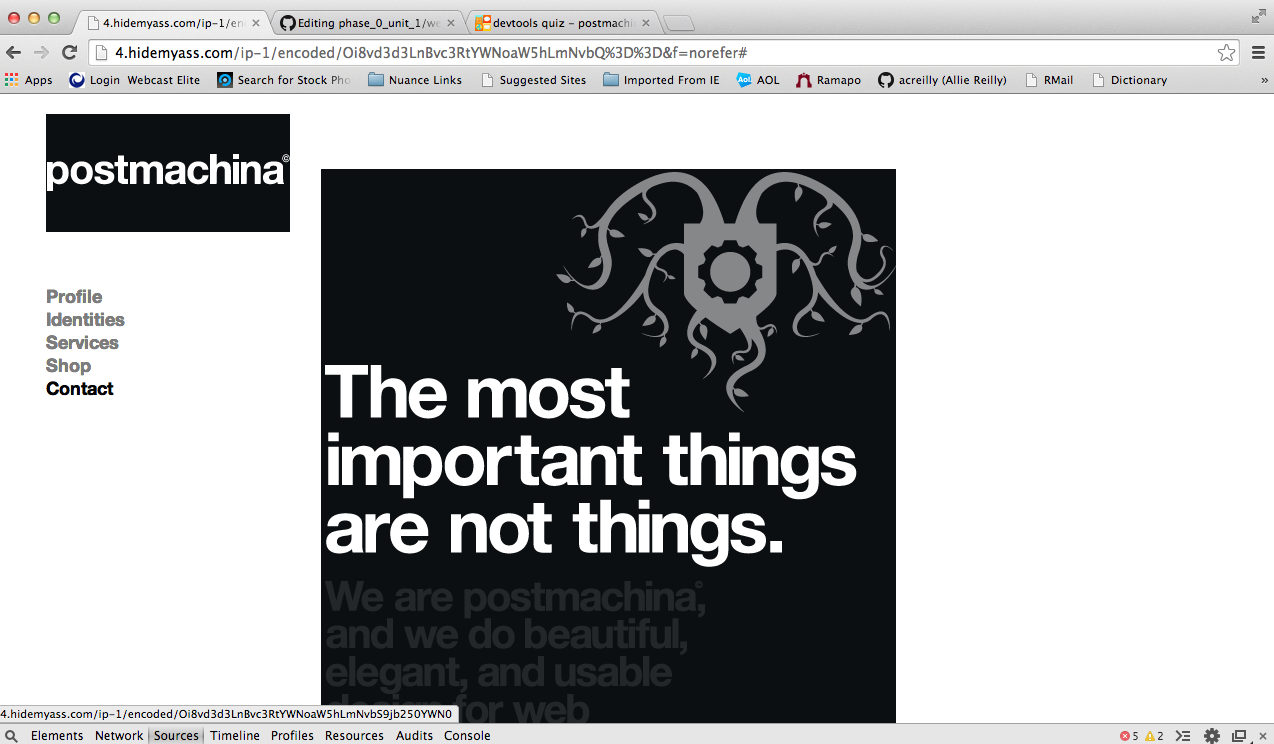 4.hidemyass.com/ip-1/en
Editing phase_0_unit_1/we
devtools quiz – postmachi
4.hidemyass.com/ip-1/encoded/Oi8vd3d3LnBvc3RtYWNoaW5hLmNvbQ%3D%3D&f=norefer#
Apps Login Webcast Elite Search for Stock Pho Nuance Links Suggested Sites Imported From IE AOL Ramapo acreilly (Allie Reilly) RMail Dictionary »
postmachina©
Profile
Identities
Services
Shop
Contact
The most
important things
are not things.
We are postmachina©,
and we do beautiful,
elegant, and usable
design for web
4.hidemyass.com/ip-1/encoded/Oi8vd3d3LnBvc3RtYWNoaW5hLmNvbS9jb250YWN0
Elements Network Sources Timeline Profiles Resources Audits Console 5 2